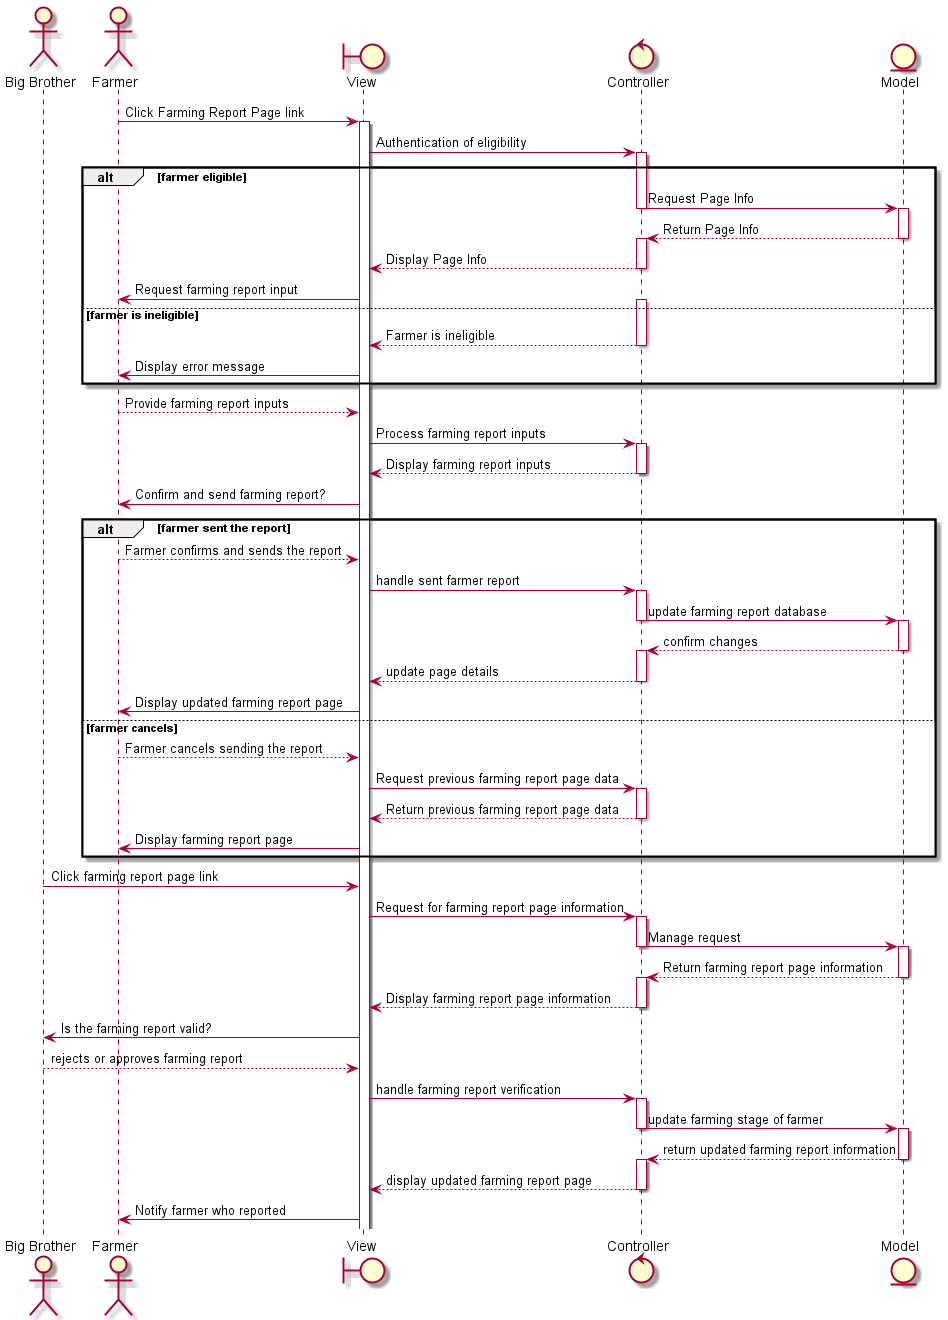 Big Brother
Farmer
View
Controller
Model
Click Farming Report Page link
Authentication of eligibility
alt
[farmer eligible]
Request Page Info
Return Page Info
Display Page Info
Request farming report input
[farmer is ineligible]
Farmer is ineligible
Display error message
Provide farming report inputs
Process farming report inputs
Display farming report inputs
Confirm and send farming report?
alt
[farmer sent the report]
Farmer confirms and sends the report
handle sent farmer report
update farming report database
confirm changes
update page details
Display updated farming report page
[farmer cancels]
Farmer cancels sending the report
Request previous farming report page data
Return previous farming report page data
Display farming report page
Click farming report page link
Request for farming report page information
Manage request
Return farming report page information
Display farming report page information
Is the farming report valid?
rejects or approves farming report
handle farming report verification
update farming stage of farmer
return updated farming report information
display updated farming report page
Notify farmer who reported
Big Brother
Farmer
View
Controller
Model